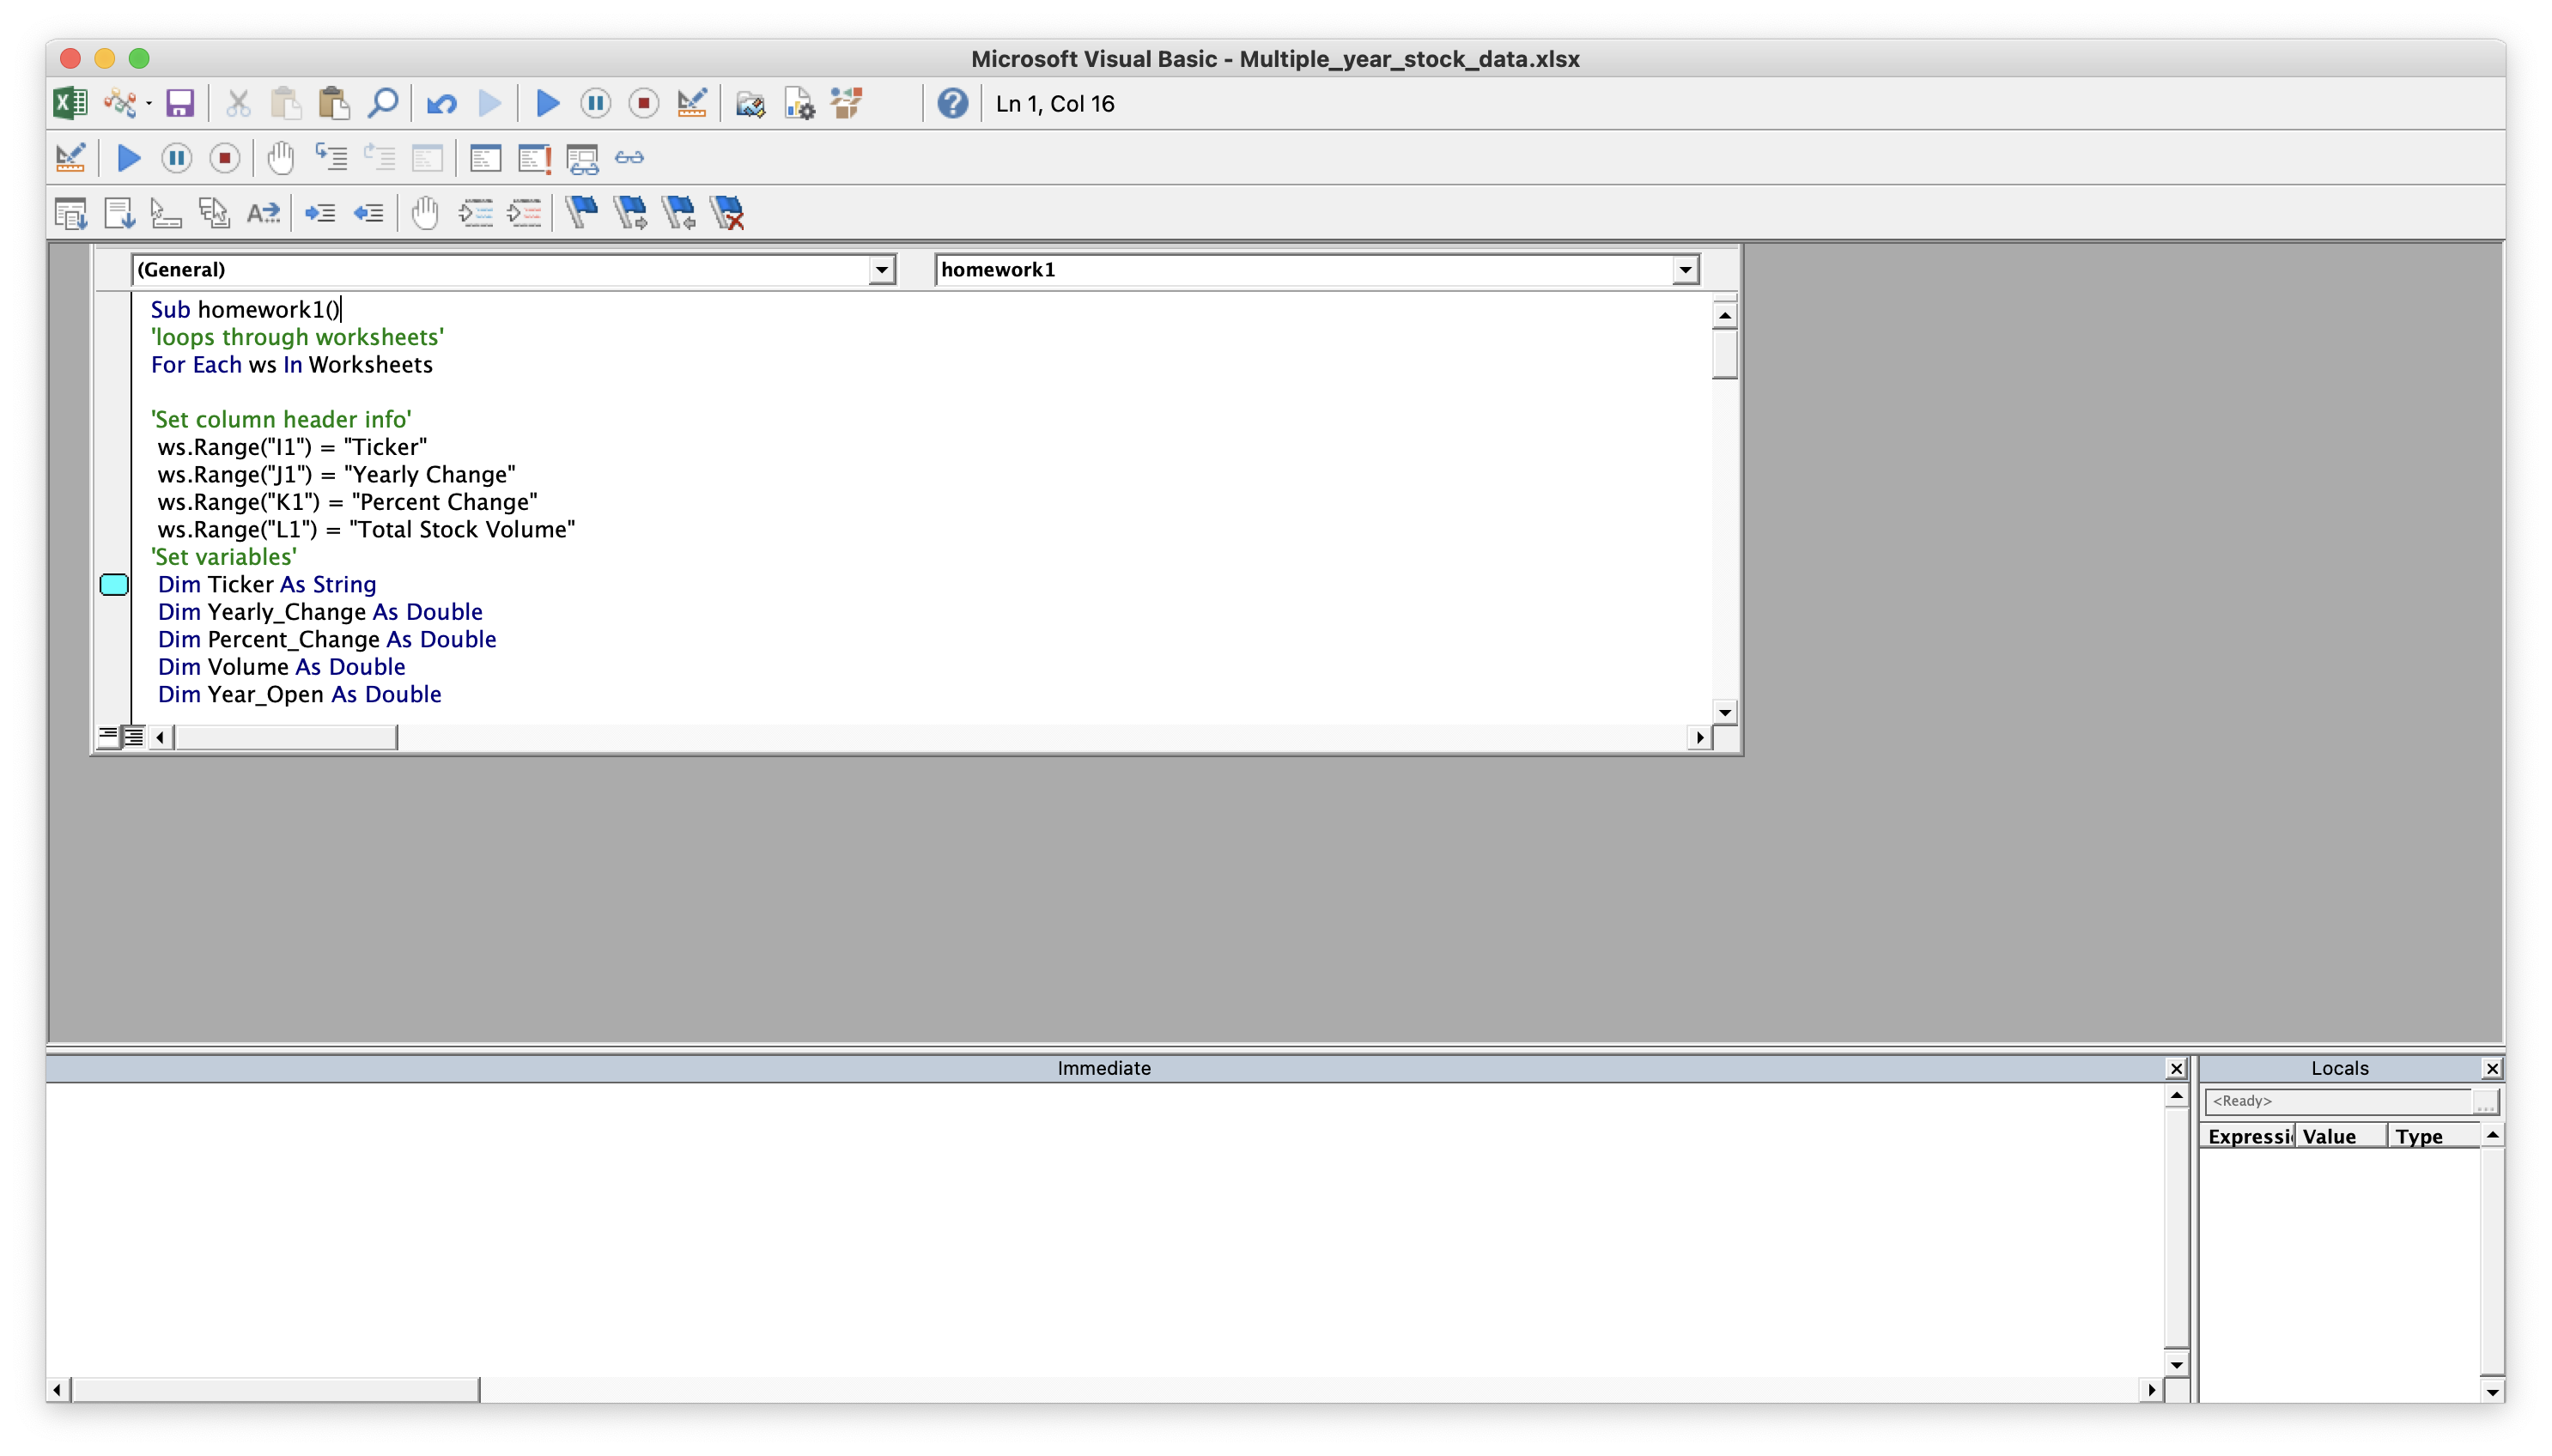 Microsoft Visual Basic - Multiple_year_stock_data.xlsx
Ln 1, Col 16
(General)
homework1
Sub homework1()
'loops through worksheets'
For Each ws In Worksheets
'Set column header info'
ws.Range("I1") = "Ticker"
ws.Range("J1") = "Yearly Change"
ws.Range("K1") = "Percent Change"
ws.Range("L1") = "Total Stock Volume"
'Set variables'
Dim Ticker As String
Dim Yearly_Change As Double
Dim Percent_Change As Double
Dim Volume As Double
Dim Year_Open As Double
Immediate
Locals
<Ready>
...
Expressi
Value
Type